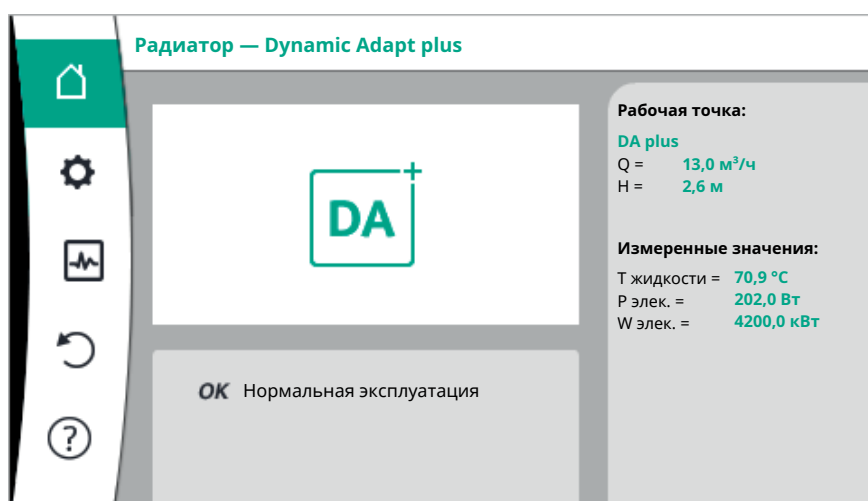 Радиатор — Dynamic Adapt plus
DA
OK Нормальная эксплуатация
Рабочая точка:
DA plus
Q = 13,0 м³/ч
H = 2,6 м
Измеренные значения:
T жидкости = 70,9 °C
P элек. = 202,0 Вт
W элек. = 4200,0 кВт
?